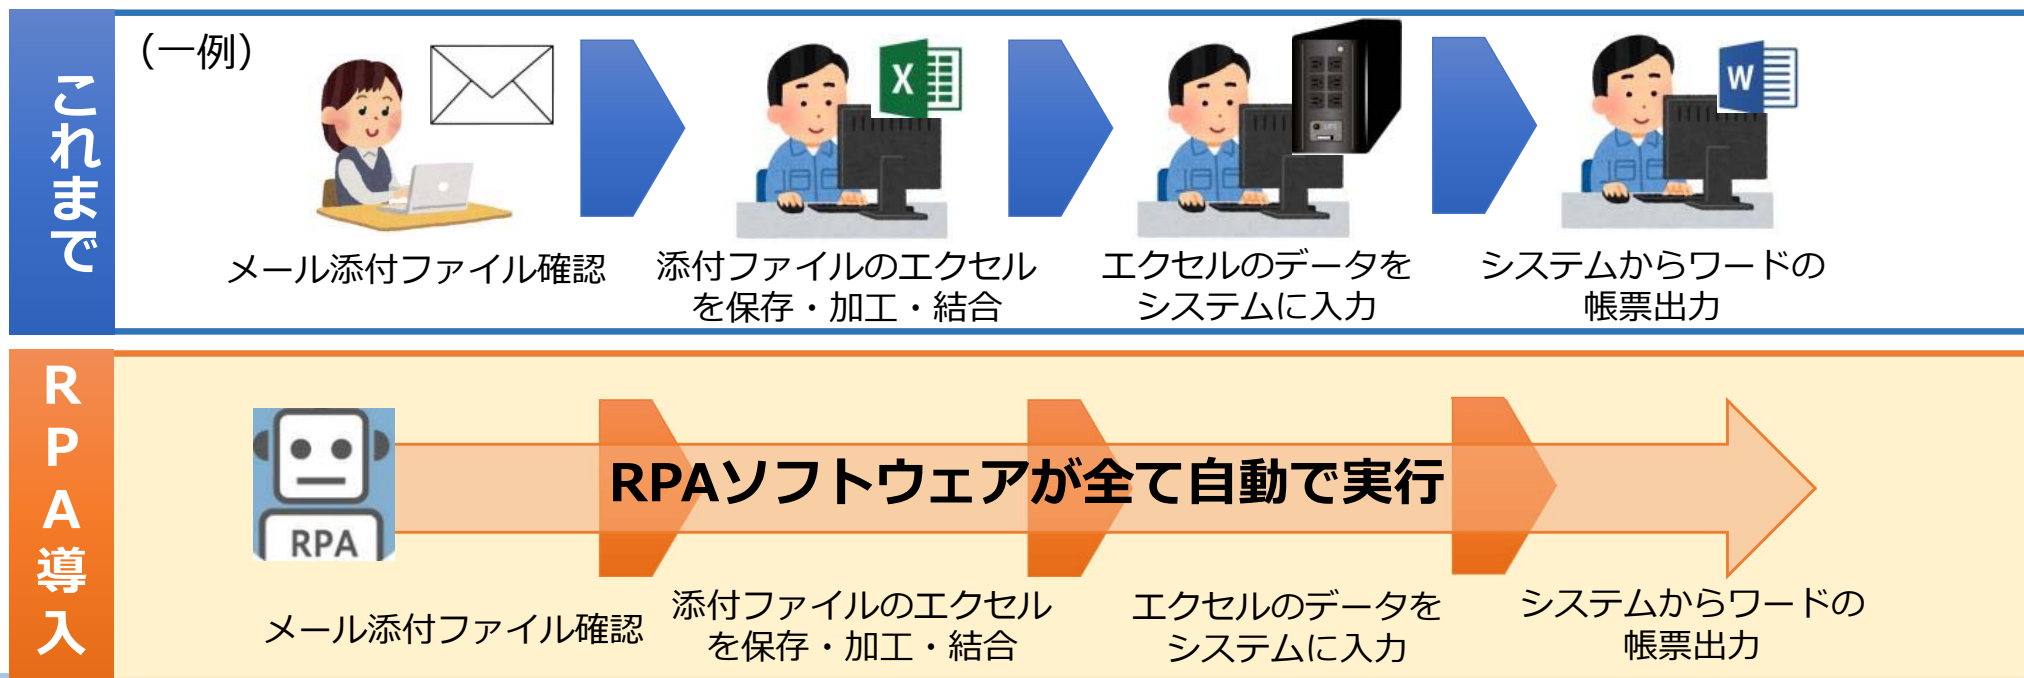 これまで
(一例)
X
W
メール添付ファイル確認
添付ファイルのエクセル
を保存・加工・結合
エクセルのデータを
システムに入力
システムからワードの
帳票出力
RPA導入
RPA
RPAソフトウェアが全て自動で実行
メール添付ファイル確認
添付ファイルのエクセル
を保存・加工・結合
エクセルのデータを
システムに入力
システムからワードの
帳票出力